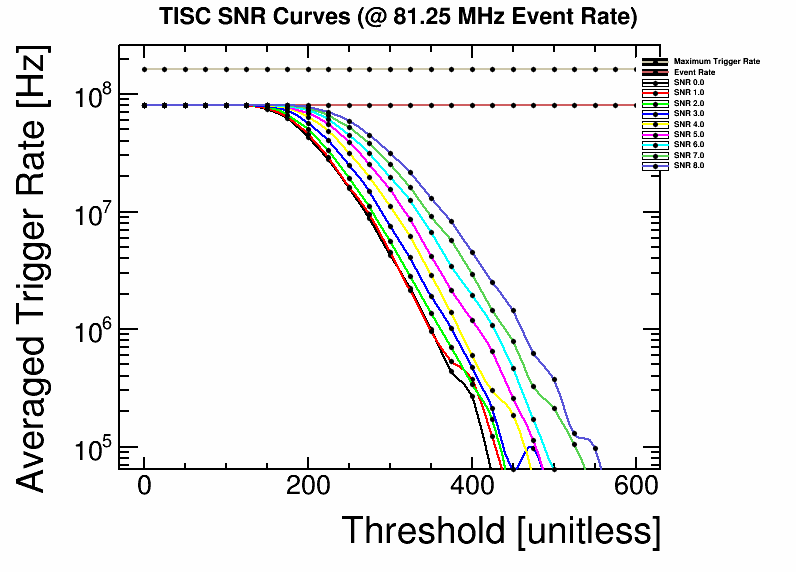 TISC SNR Curves (@ 81.25 MHz Event Rate)
Averaged Trigger Rate [Hz]
10^8
10^7
10^6
10^5
0 200 400 600
Threshold [unitless]
Maximum Trigger Rate
Event Rate
SNR 0.0
SNR 1.0
SNR 2.0
SNR 3.0
SNR 4.0
SNR 5.0
SNR 6.0
SNR 7.0
SNR 8.0